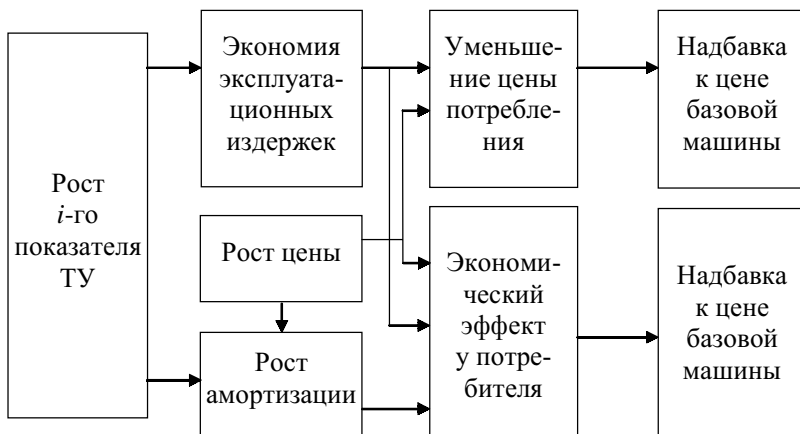 Рост
i-го
показателя
ТУ
Экономия
эксплуата-
ционных
издержек
Рост цены
Рост
амортизации
Уменьше-
ние цены
потребле-
ния
Экономи-
ческий
эффект
у потре-
бителя
Надбавка
к цене
базовой
машины
Надбавка
к цене
базовой
машины